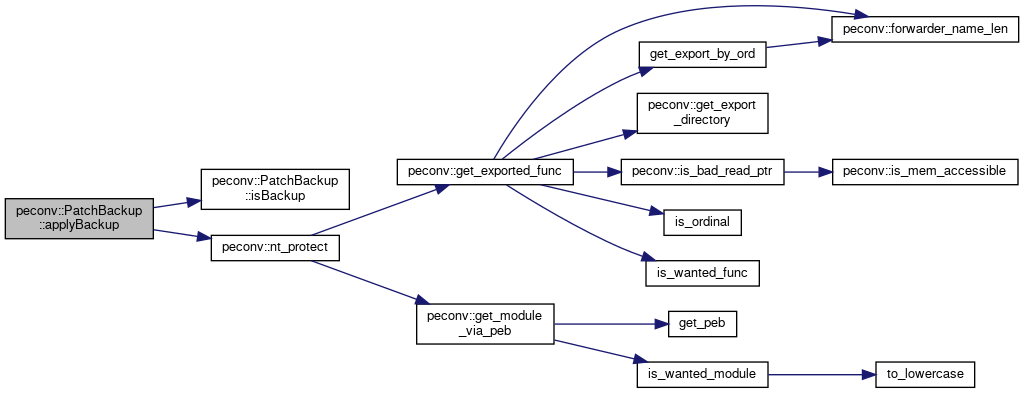 peconv::PatchBackup
::applyBackup
peconv::PatchBackup
::isBackup
peconv::nt_protect
peconv::get_exported_func
peconv::get_module
_via_peb
peconv::forwarder_name_len
get_export_by_ord
peconv::get_export
_directory
peconv::is_bad_read_ptr
peconv::is_mem_accessible
is_ordinal
is_wanted_func
get_peb
is_wanted_module
to_lowercase